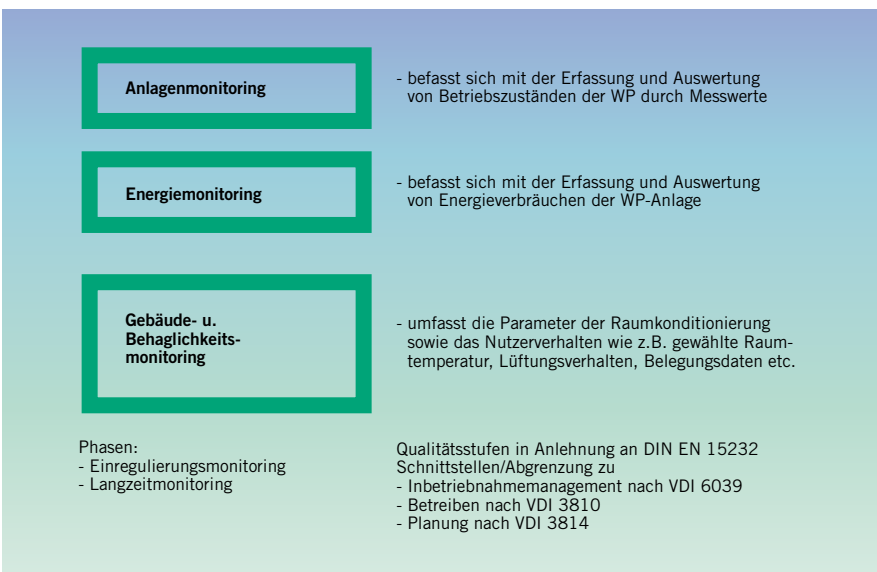 Anlagenmonitoring
- befasst sich mit der Erfassung und Auswertung
von Betriebszuständen der WP durch Messwerte
Energiemonitoring
- befasst sich mit der Erfassung und Auswertung
von Energieverbräuchen der WP-Anlage
Gebäude- u.
Behaglichkeits-
monitoring
- umfasst die Parameter der Raumkonditionierung
sowie das Nutzerverhalten wie z.B. gewählte Raum-
temperatur, Lüftungsverhalten, Belegungsdaten etc.
Phasen:
- Einregulierungsmonitoring
- Langzeitmonitoring
Qualitätsstufen in Anlehnung an DIN EN 15232
Schnittstellen/Abgrenzung zu
- Inbetriebnahmemanagement nach VDI 6039
- Betreiben nach VDI 3810
- Planung nach VDI 3814